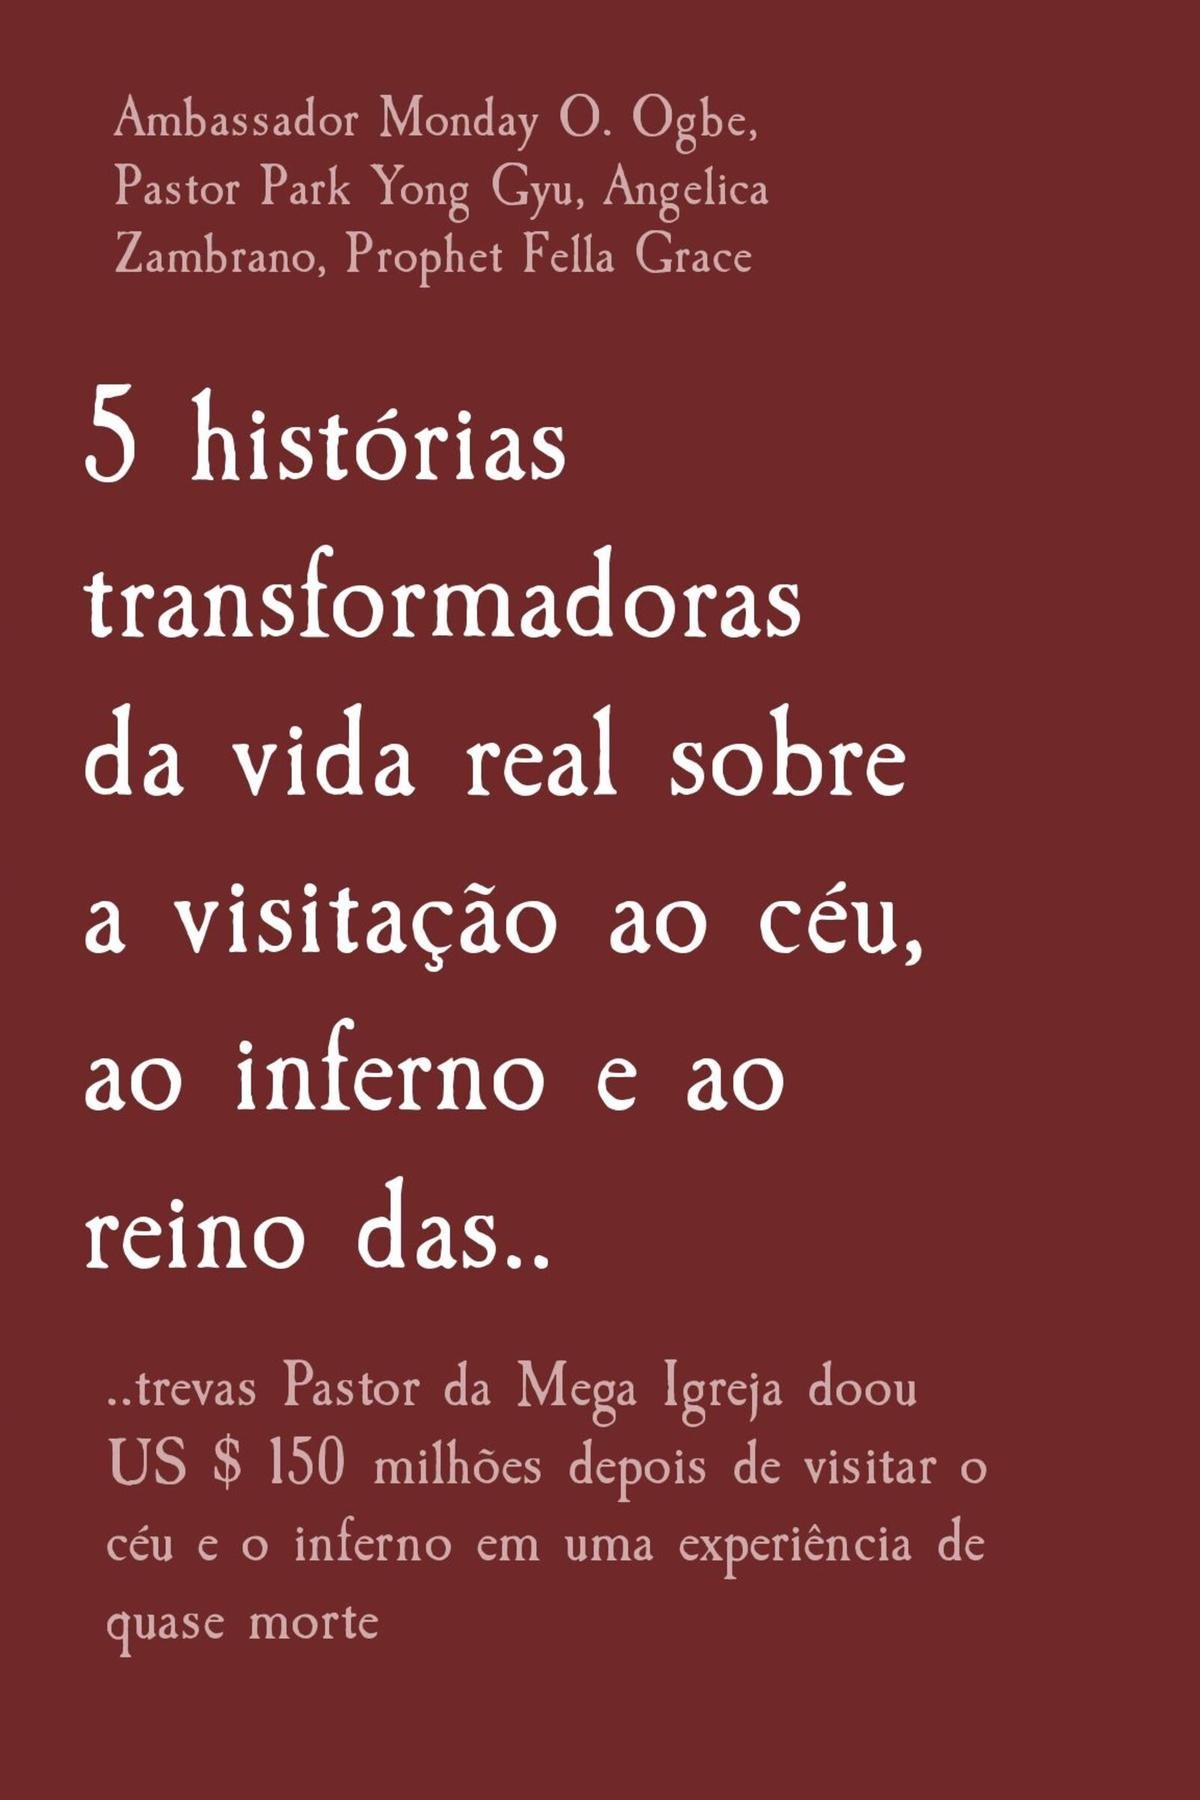 Ambassador Monday O. Ogbe,
Pastor Park Yong Gyu, Angelica
Zambrano, Prophet Fella Grace
5 histórias
transformadoras
da vida real sobre
a visitação ao céu,
ao inferno e ao
reino das..
..trevas Pastor da Mega Igreja doou
US $ 150 milhões depois de visitar o
céu e o inferno em uma experiência de
quase morte